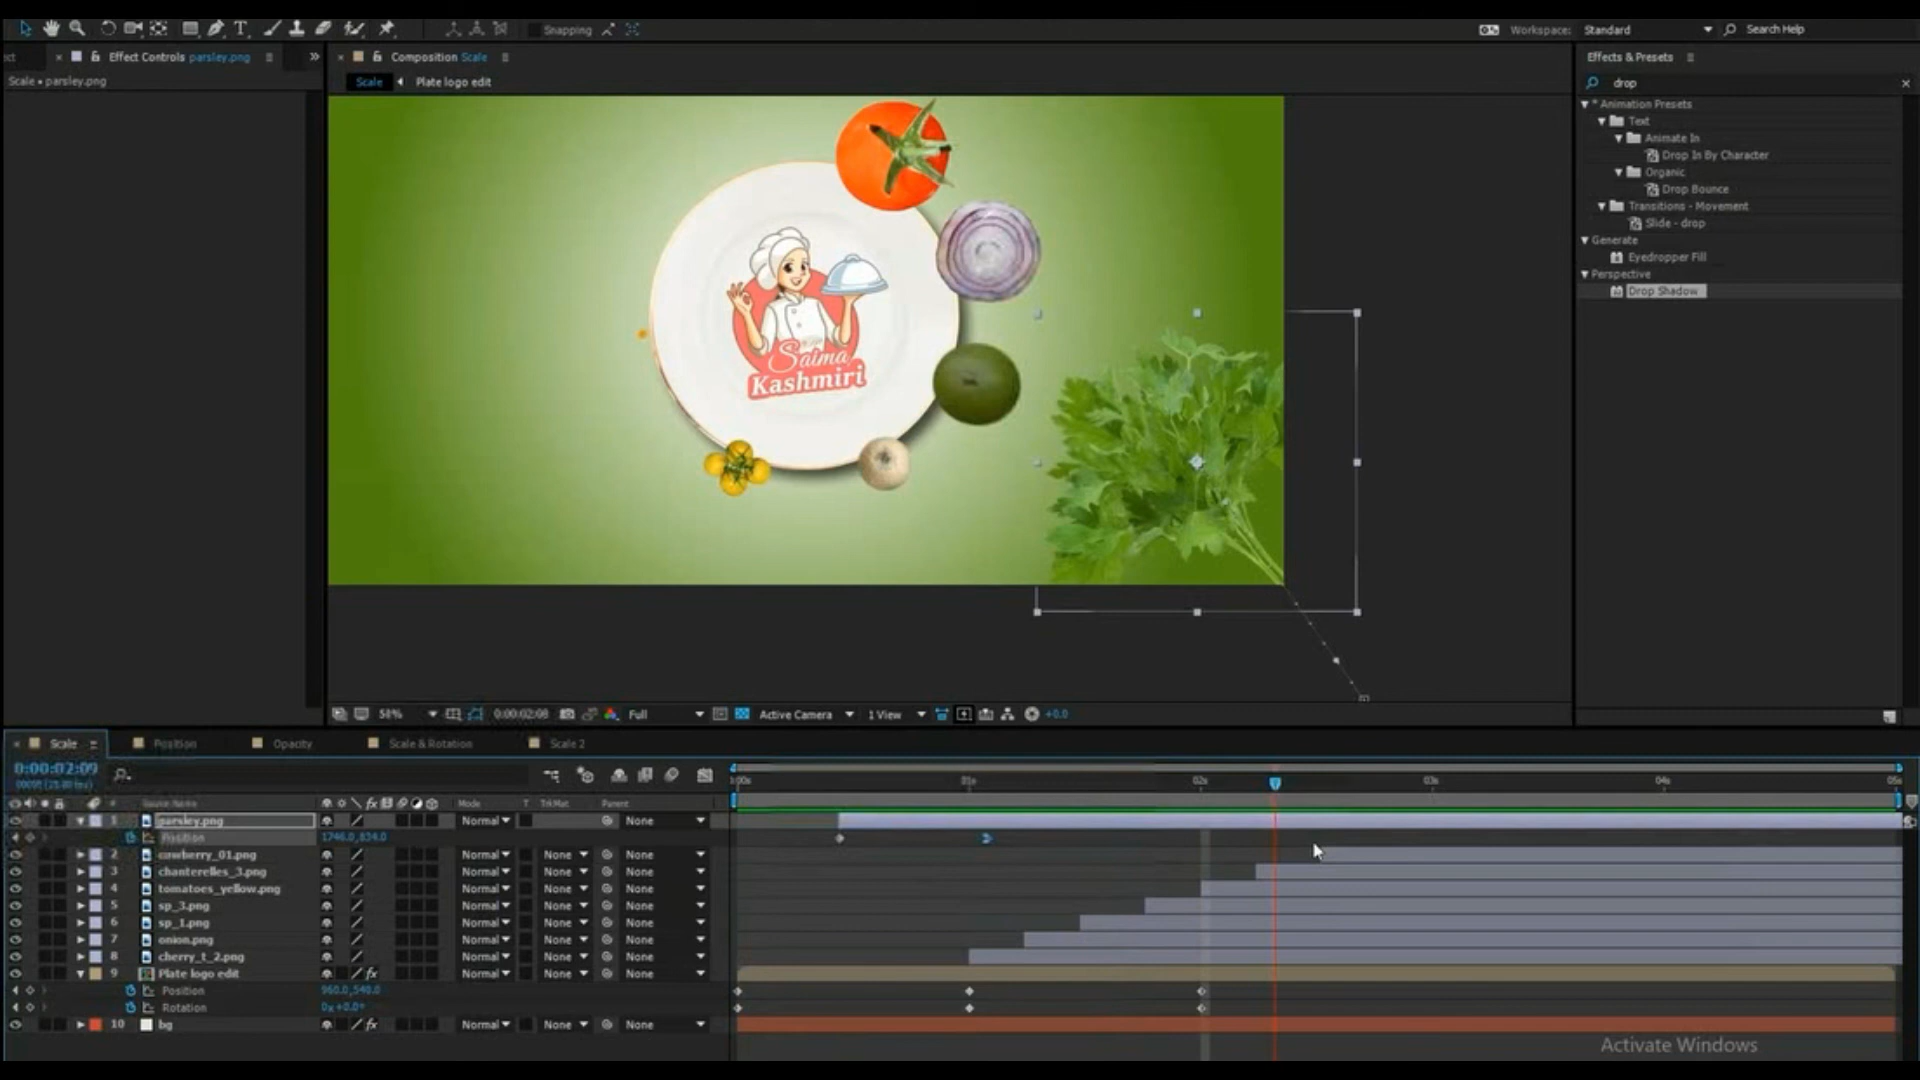 Snapping
Workspace: Standard Search Help
Effect Controls parsley.png
Composition Scale
Effects & Presets
Scale • parsley.png
Scale Plate logo edit
drop
* Animation Presets
Text
Animate In
Drop In By Character
Organic
Drop Bounce
Transitions - Movement
Slide - drop
Generate
Eyedropper Fill
Perspective
Drop Shadow
Saima
Kashmiri
58% 0:00:02:08 Full Active Camera 1 View +0.0
Scale Position Opacity Scale & Rotation Scale 2
0:00:02:09
:00s 01s 02s 03s 04s 05s
# Source Name Mode T TrkMat Parent
1 parsley.png Normal None
Position 1746.0,834.0
2 cowberry_01.png Normal None None
3 chanterelles_3.png Normal None None
4 tomatoes_yellow.png Normal None None
5 sp_3.png Normal None None
6 sp_1.png Normal None None
7 onion.png Normal None None
8 cherry_t_2.png Normal None None
9 Plate logo edit Normal None None
Position 960.0,540.0
Rotation 0x+0.0°
10 bg Normal None None
Activate Windows